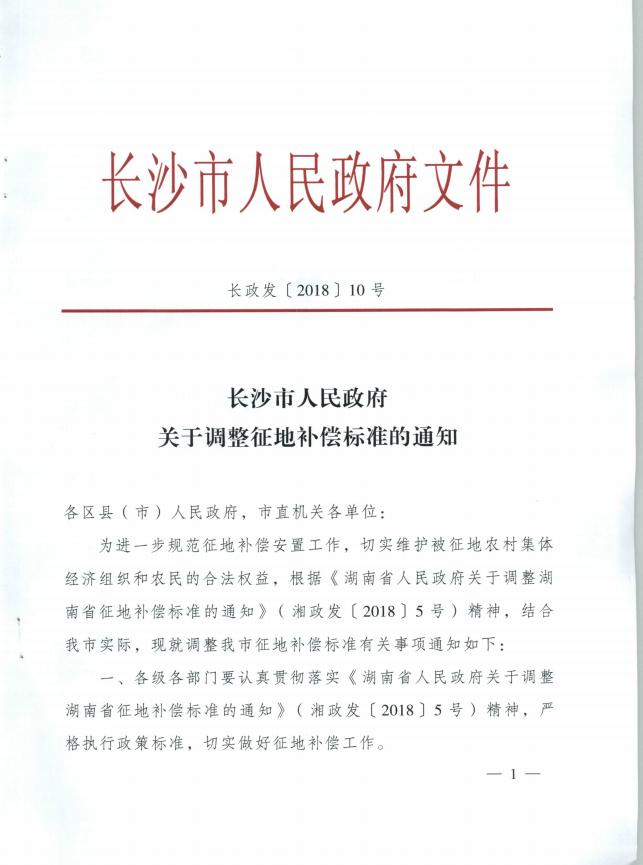 长沙市人民政府文件
长政发〔2018〕10 号
长沙市人民政府
关于调整征地补偿标准的通知
各区县（市）人民政府，市直机关各单位：
为进一步规范征地补偿安置工作，切实维护被征地农村集体
经济组织和农民的合法权益，根据《湖南省人民政府关于调整湖
南省征地补偿标准的通知》（湘政发〔2018〕5 号）精神，结合
我市实际，现就调整我市征地补偿标准有关事项通知如下：
一、各级各部门要认真贯彻落实《湖南省人民政府关于调整
湖南省征地补偿标准的通知》（湘政发〔2018〕5 号）精神，严
格执行政策标准，切实做好征地补偿工作。
— 1 —